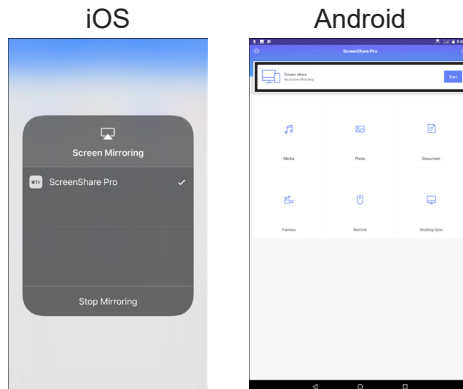 iOS
Android
Screen Mirroring
tv ScreenShare Pro
Stop Mirroring
ScreenShare Pro
Screen share
Start
Media
Photo
Document
Camera
Remote
Desktop Sync